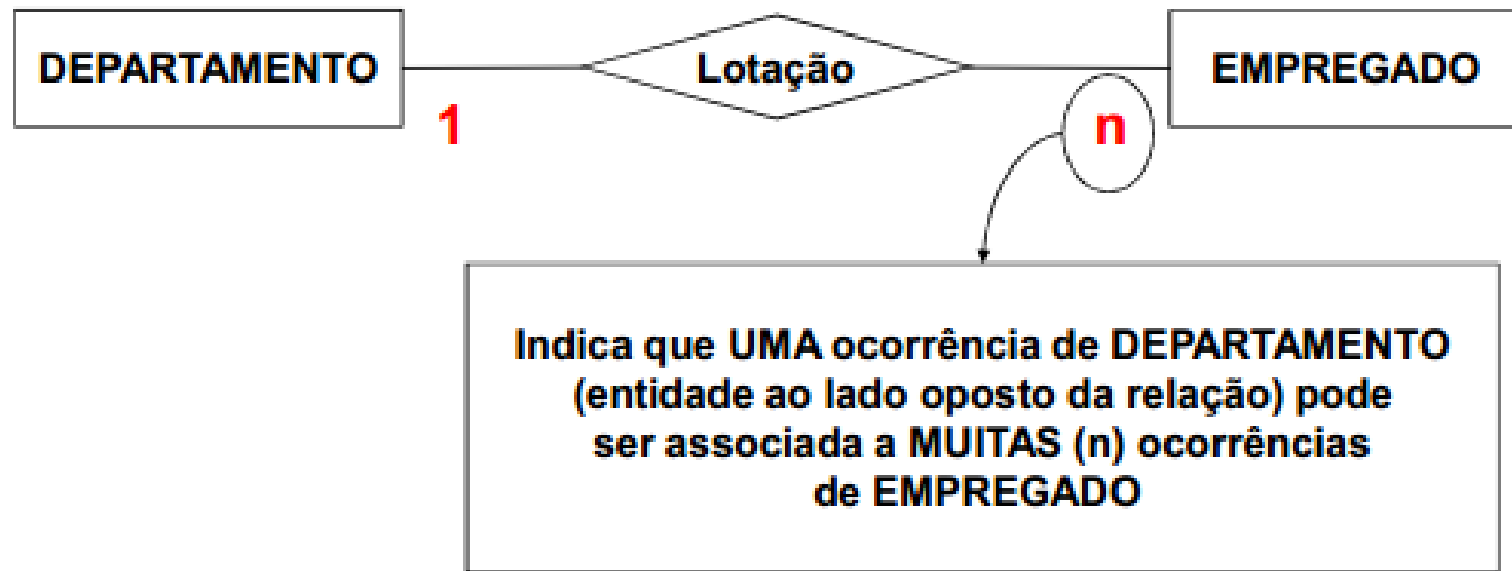 DEPARTAMENTO
Lotação
EMPREGADO
1
n
Indica que UMA ocorrência de DEPARTAMENTO
(entidade ao lado oposto da relação) pode
ser associada a MUITAS (n) ocorrências
de EMPREGADO